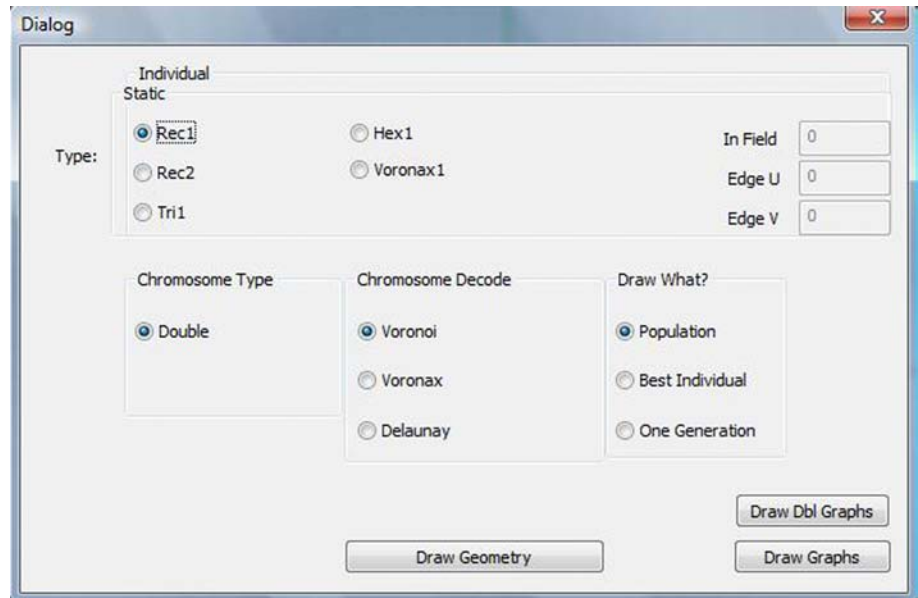 Dialog
Individual
Static
Type:
Rec1
Hex1
In Field 0
Rec2
Voronax1
Edge U 0
Tri1
Edge V 0
Chromosome Type
Chromosome Decode
Draw What?
Double
Voronoi
Population
Voronax
Best Individual
Delaunay
One Generation
Draw Dbl Graphs
Draw Geometry
Draw Graphs